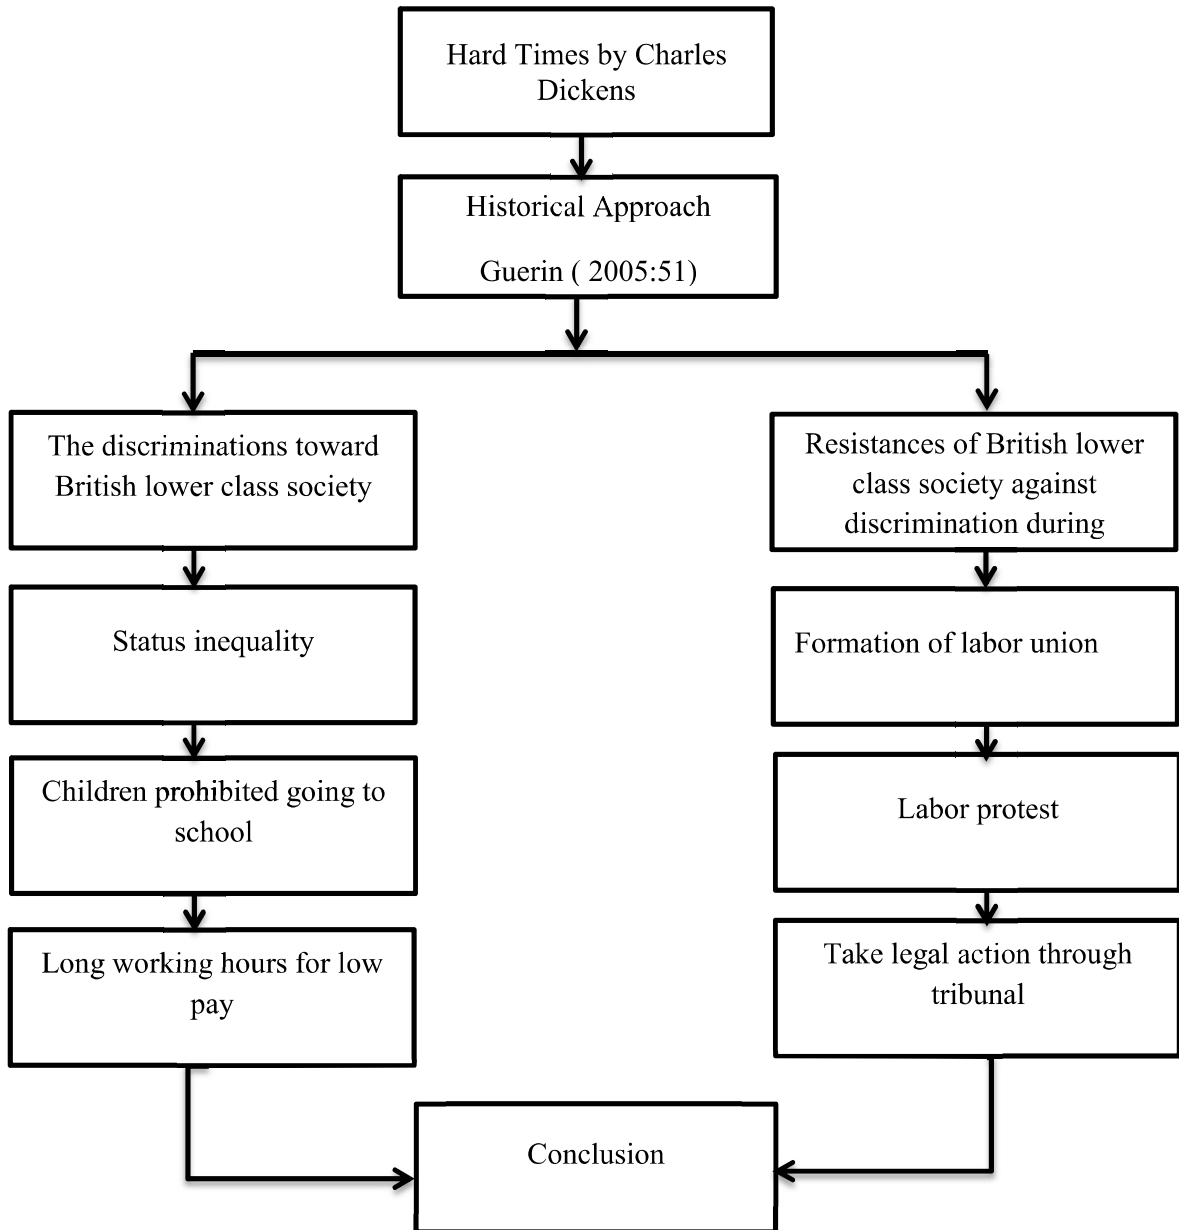 Hard Times by Charles
Dickens
Historical Approach
Guerin ( 2005:51)
The discriminations toward
British lower class society
Status inequality
Children prohibited going to
school
Long working hours for low
pay
Resistances of British lower
class society against
discrimination during
Formation of labor union
Labor protest
Take legal action through
tribunal
Conclusion